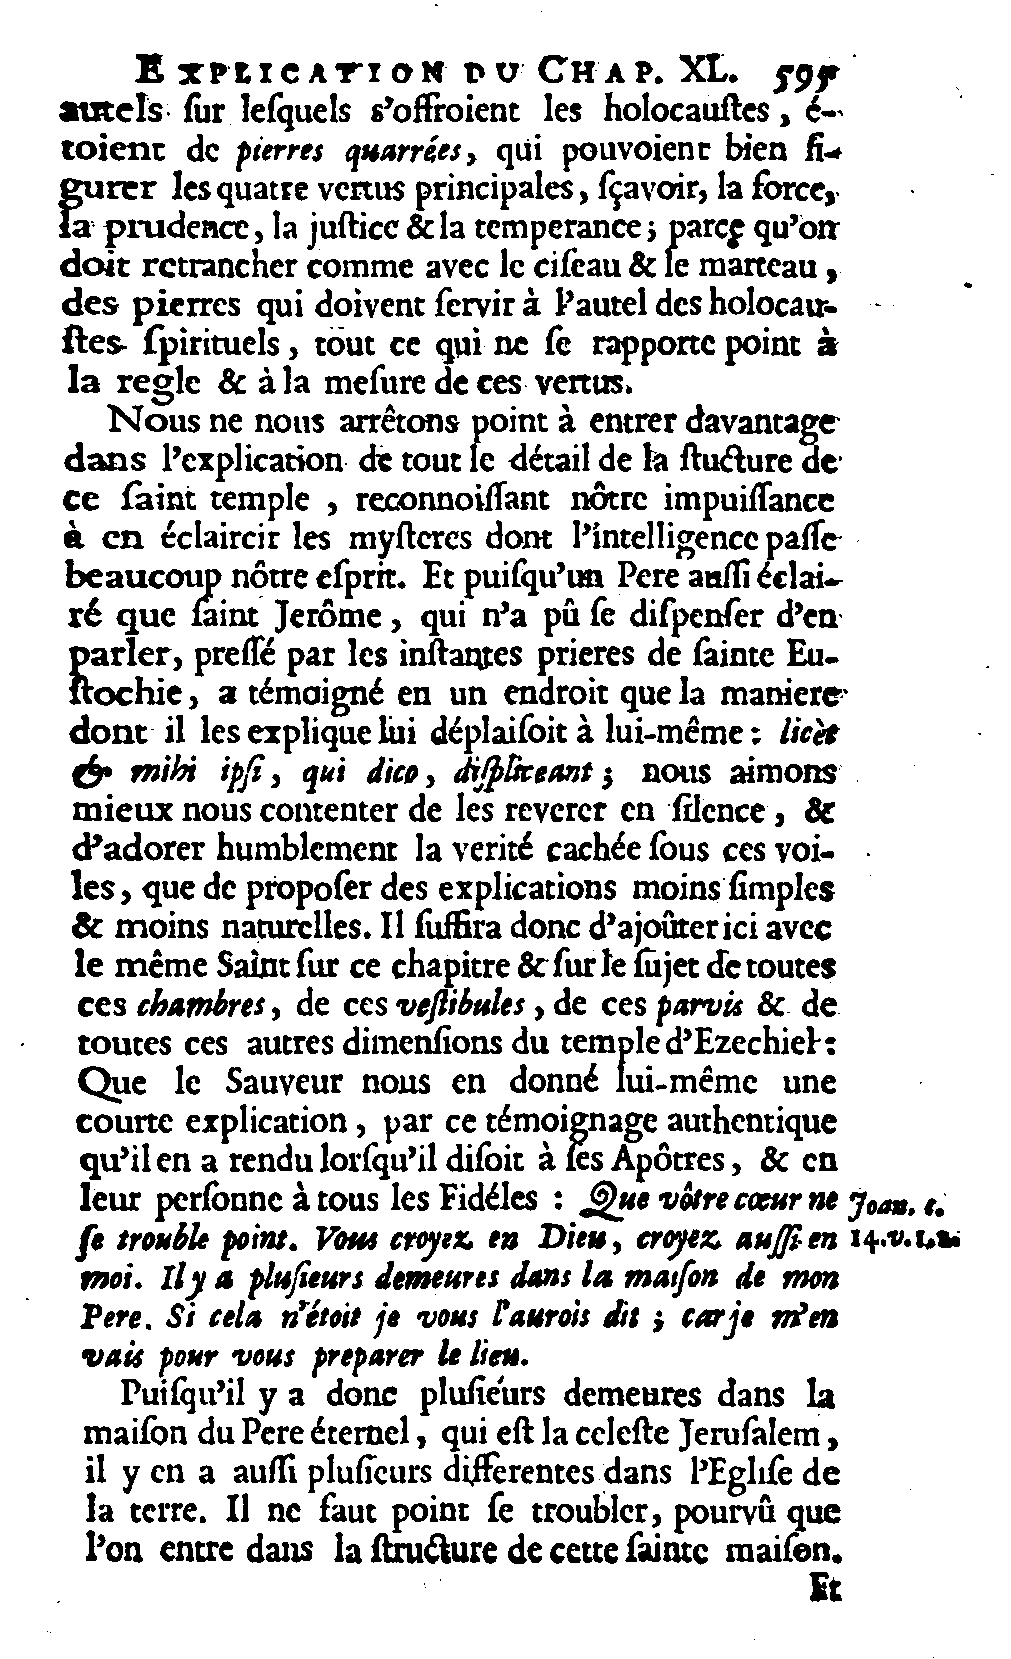 EXPLICATION DU CHAP. XL. 595
autels ſur leſquels s'offroient les holocauſtes, é-
toient de pierres quarrées, qui pouvoient bien fi-
gurer les quatre vertus principales, ſçavoir, la force,
la prudence, la juſtice & la temperance; parce qu'on
doit retrancher comme avec le ciſeau & le marteau,
des pierres qui doivent ſervir à l'autel des holocau-
ſtes ſpirituels, tout ce qui ne ſe rapporte point à
la regle & à la meſure de ces vertus.
Nous ne nous arrêtons point à entrer davantage
dans l'explication de tout le détail de la ſtucture de
ce ſaint temple, reconnoiſſant nôtre impuiſſance
à en éclaircir les myſteres dont l'intelligence paſſe
beaucoup nôtre eſprit. Et puiſqu'un Pere auſſi éclai-
ré que ſaint Jerôme, qui n'a pû ſe diſpenſer d'en
parler, preſſé par les inſtantes prieres de ſainte Eu-
ſtochie, a témoigné en un endroit que la maniere
dont il les explique lui déplaiſoit à lui-même: licèt
& mihi ipſi, qui dico, diſpliceant; nous aimons
mieux nous contenter de les reverer en ſilence, &
d'adorer humblement la verité cachée ſous ces voi-
les, que de propoſer des explications moins ſimples
& moins naturelles. Il ſuffira donc d'ajoûter ici avec
le même Saint ſur ce chapitre & ſur le ſujet de toutes
ces chambres, de ces veſtibules, de ces parvis & de
toutes ces autres dimenſions du temple d'Ezechiel:
Que le Sauveur nous en donné lui-même une
courte explication, par ce témoignage authentique
qu'il en a rendu lorſqu'il diſoit à ſes Apôtres, & en
leur perſonne à tous les Fidéles: Que vôtre cœur ne
ſe trouble point. Vous croyez en Dieu, croyez auſſi en
moi. Il y a pluſieurs demeures dans la maiſon de mon
Pere. Si cela n'étoit je vous l'aurois dit; car je m'en
vais pour vous preparer le lieu.
Joan. c.
14. v. 1.2.
Puiſqu'il y a donc pluſieurs demeures dans la
maiſon du Pere éternel, qui eſt la celeſte Jeruſalem,
il y en a auſſi pluſieurs differentes dans l'Egliſe de
la terre. Il ne faut point ſe troubler, pourvû que
l'on entre dans la ſtructure de cette ſainte maiſon.
Et